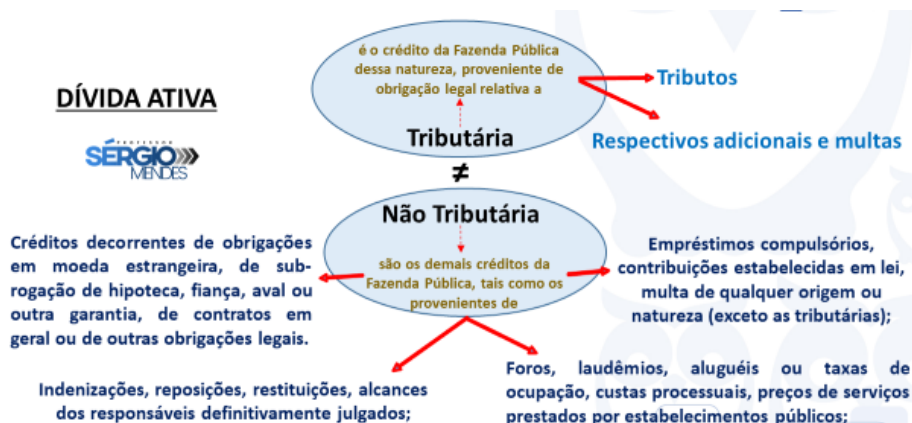 é o crédito da Fazenda Pública
dessa natureza, proveniente de
obrigação legal relativa a
Tributária
Tributos
Respectivos adicionais e multas
DÍVIDA ATIVA
PROFESSOR
SÉRGIO
MENDES
≠
Não Tributária
são os demais créditos da
Fazenda Pública, tais como os
provenientes de
Créditos decorrentes de obrigações
em moeda estrangeira, de sub-
rogação de hipoteca, fiança, aval ou
outra garantia, de contratos em
geral ou de outras obrigações legais.
Empréstimos compulsórios,
contribuições estabelecidas em lei,
multa de qualquer origem ou
natureza (exceto as tributárias);
Indenizações, reposições, restituições, alcances
dos responsáveis definitivamente julgados;
Foros, laudêmios, aluguéis ou taxas de
ocupação, custas processuais, preços de serviços
prestados por estabelecimentos públicos;